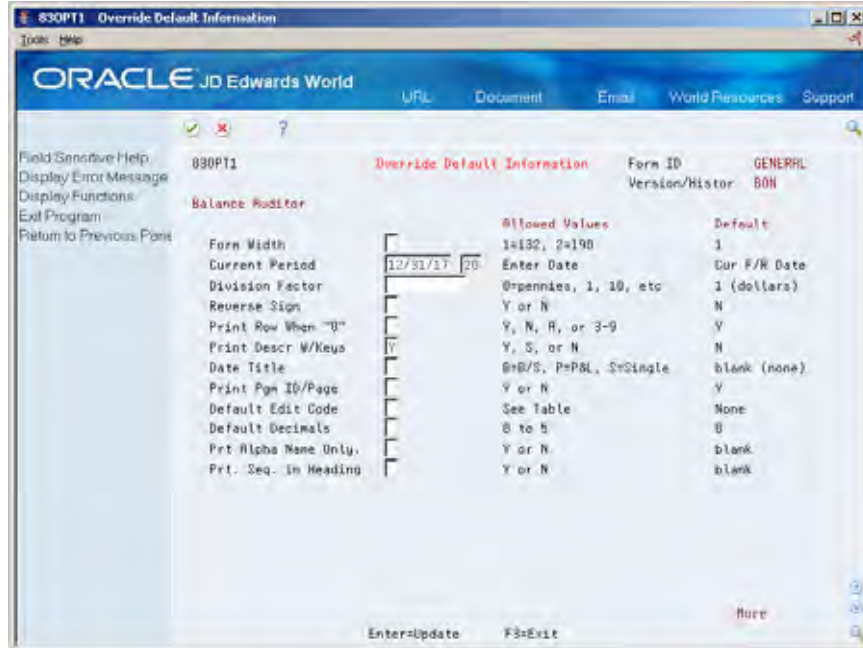 830PT1 Override Default Information
Tools Help
ORACLE JD Edwards World
URL Document Email World Resources Support
?
Field Sensitive Help
Display Error Message
Display Functions
Exit Program
Return to Previous Pane
830PT1 Override Default Information Form ID GENERAL
Version/Histor BON
Balance Auditor
Allowed Values Default
Form Width 1=132, 2=198 1
Current Period 12/31/17 20 Enter Date Cur F/R Date
Division Factor 0=pennies, 1, 10, etc 1 (dollars)
Reverse Sign Y or N N
Print Row When "0" Y, N, R, or 3-9 Y
Print Descr W/Keys Y Y, S, or N N
Date Title B=B/S, P=P&L, S=Single blank (none)
Print Pgm ID/Page Y or N Y
Default Edit Code See Table None
Default Decimals 0 to 5 0
Prt Alpha Name Only. Y or N blank
Prt. Seq. in Heading Y or N blank
More
Enter=Update F3=Exit